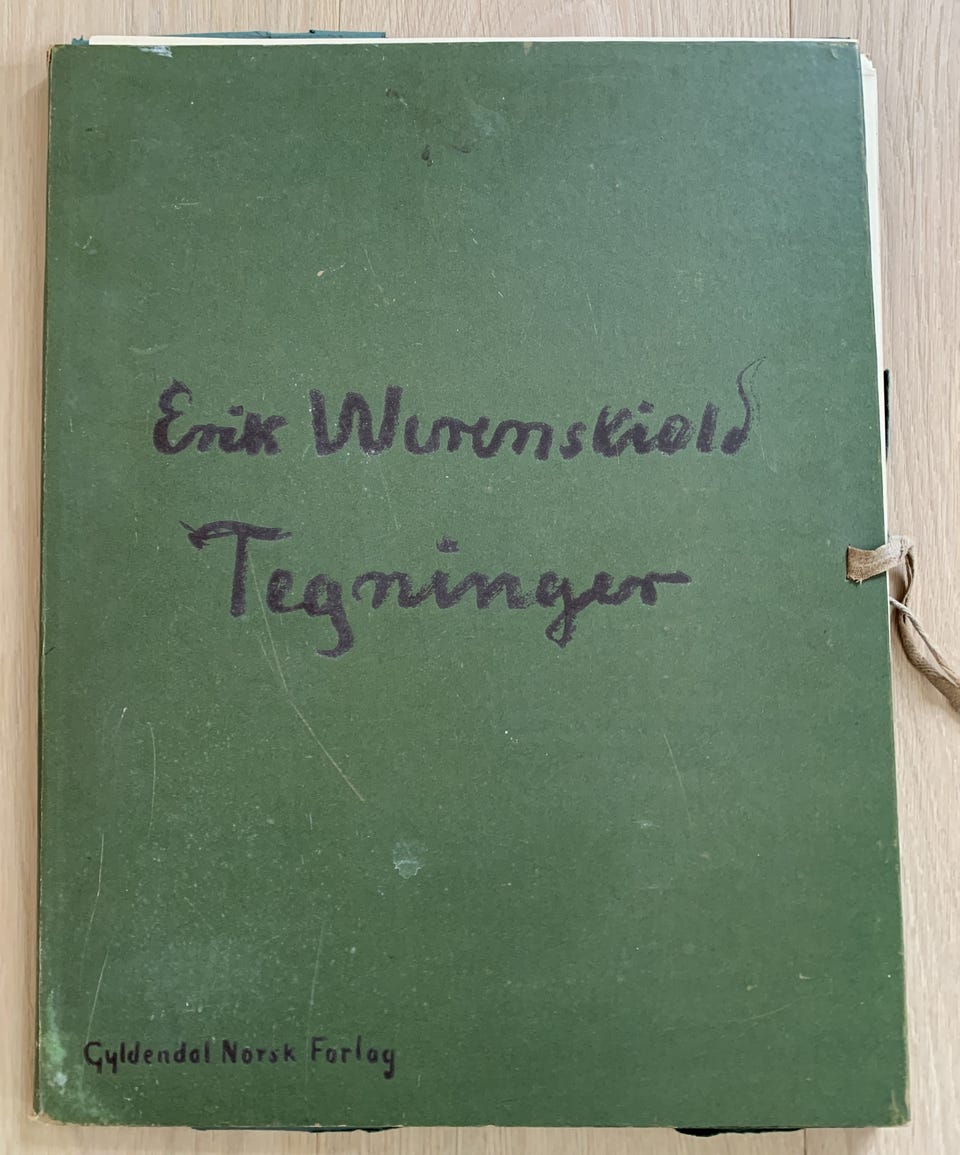 Erik Werenskiold
Tegninger
Gyldendal Norsk Forlag